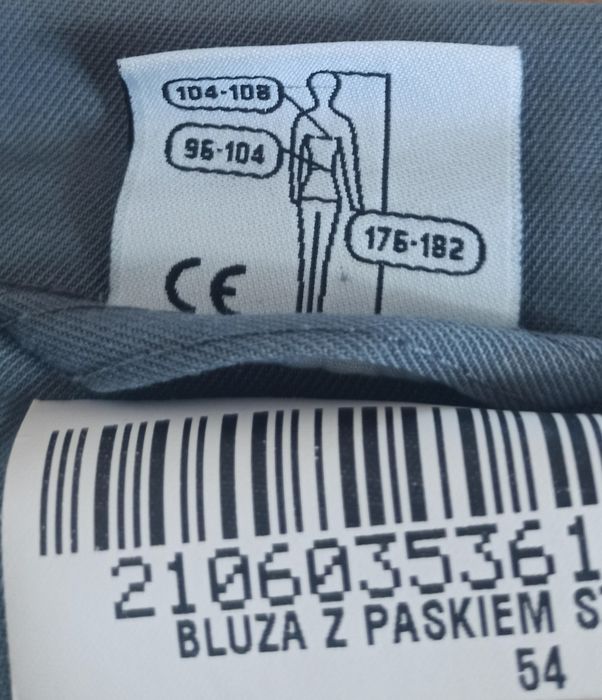 104-108
96-104
176-182
CE
2106035361
BLUZA Z PASKIEM
54